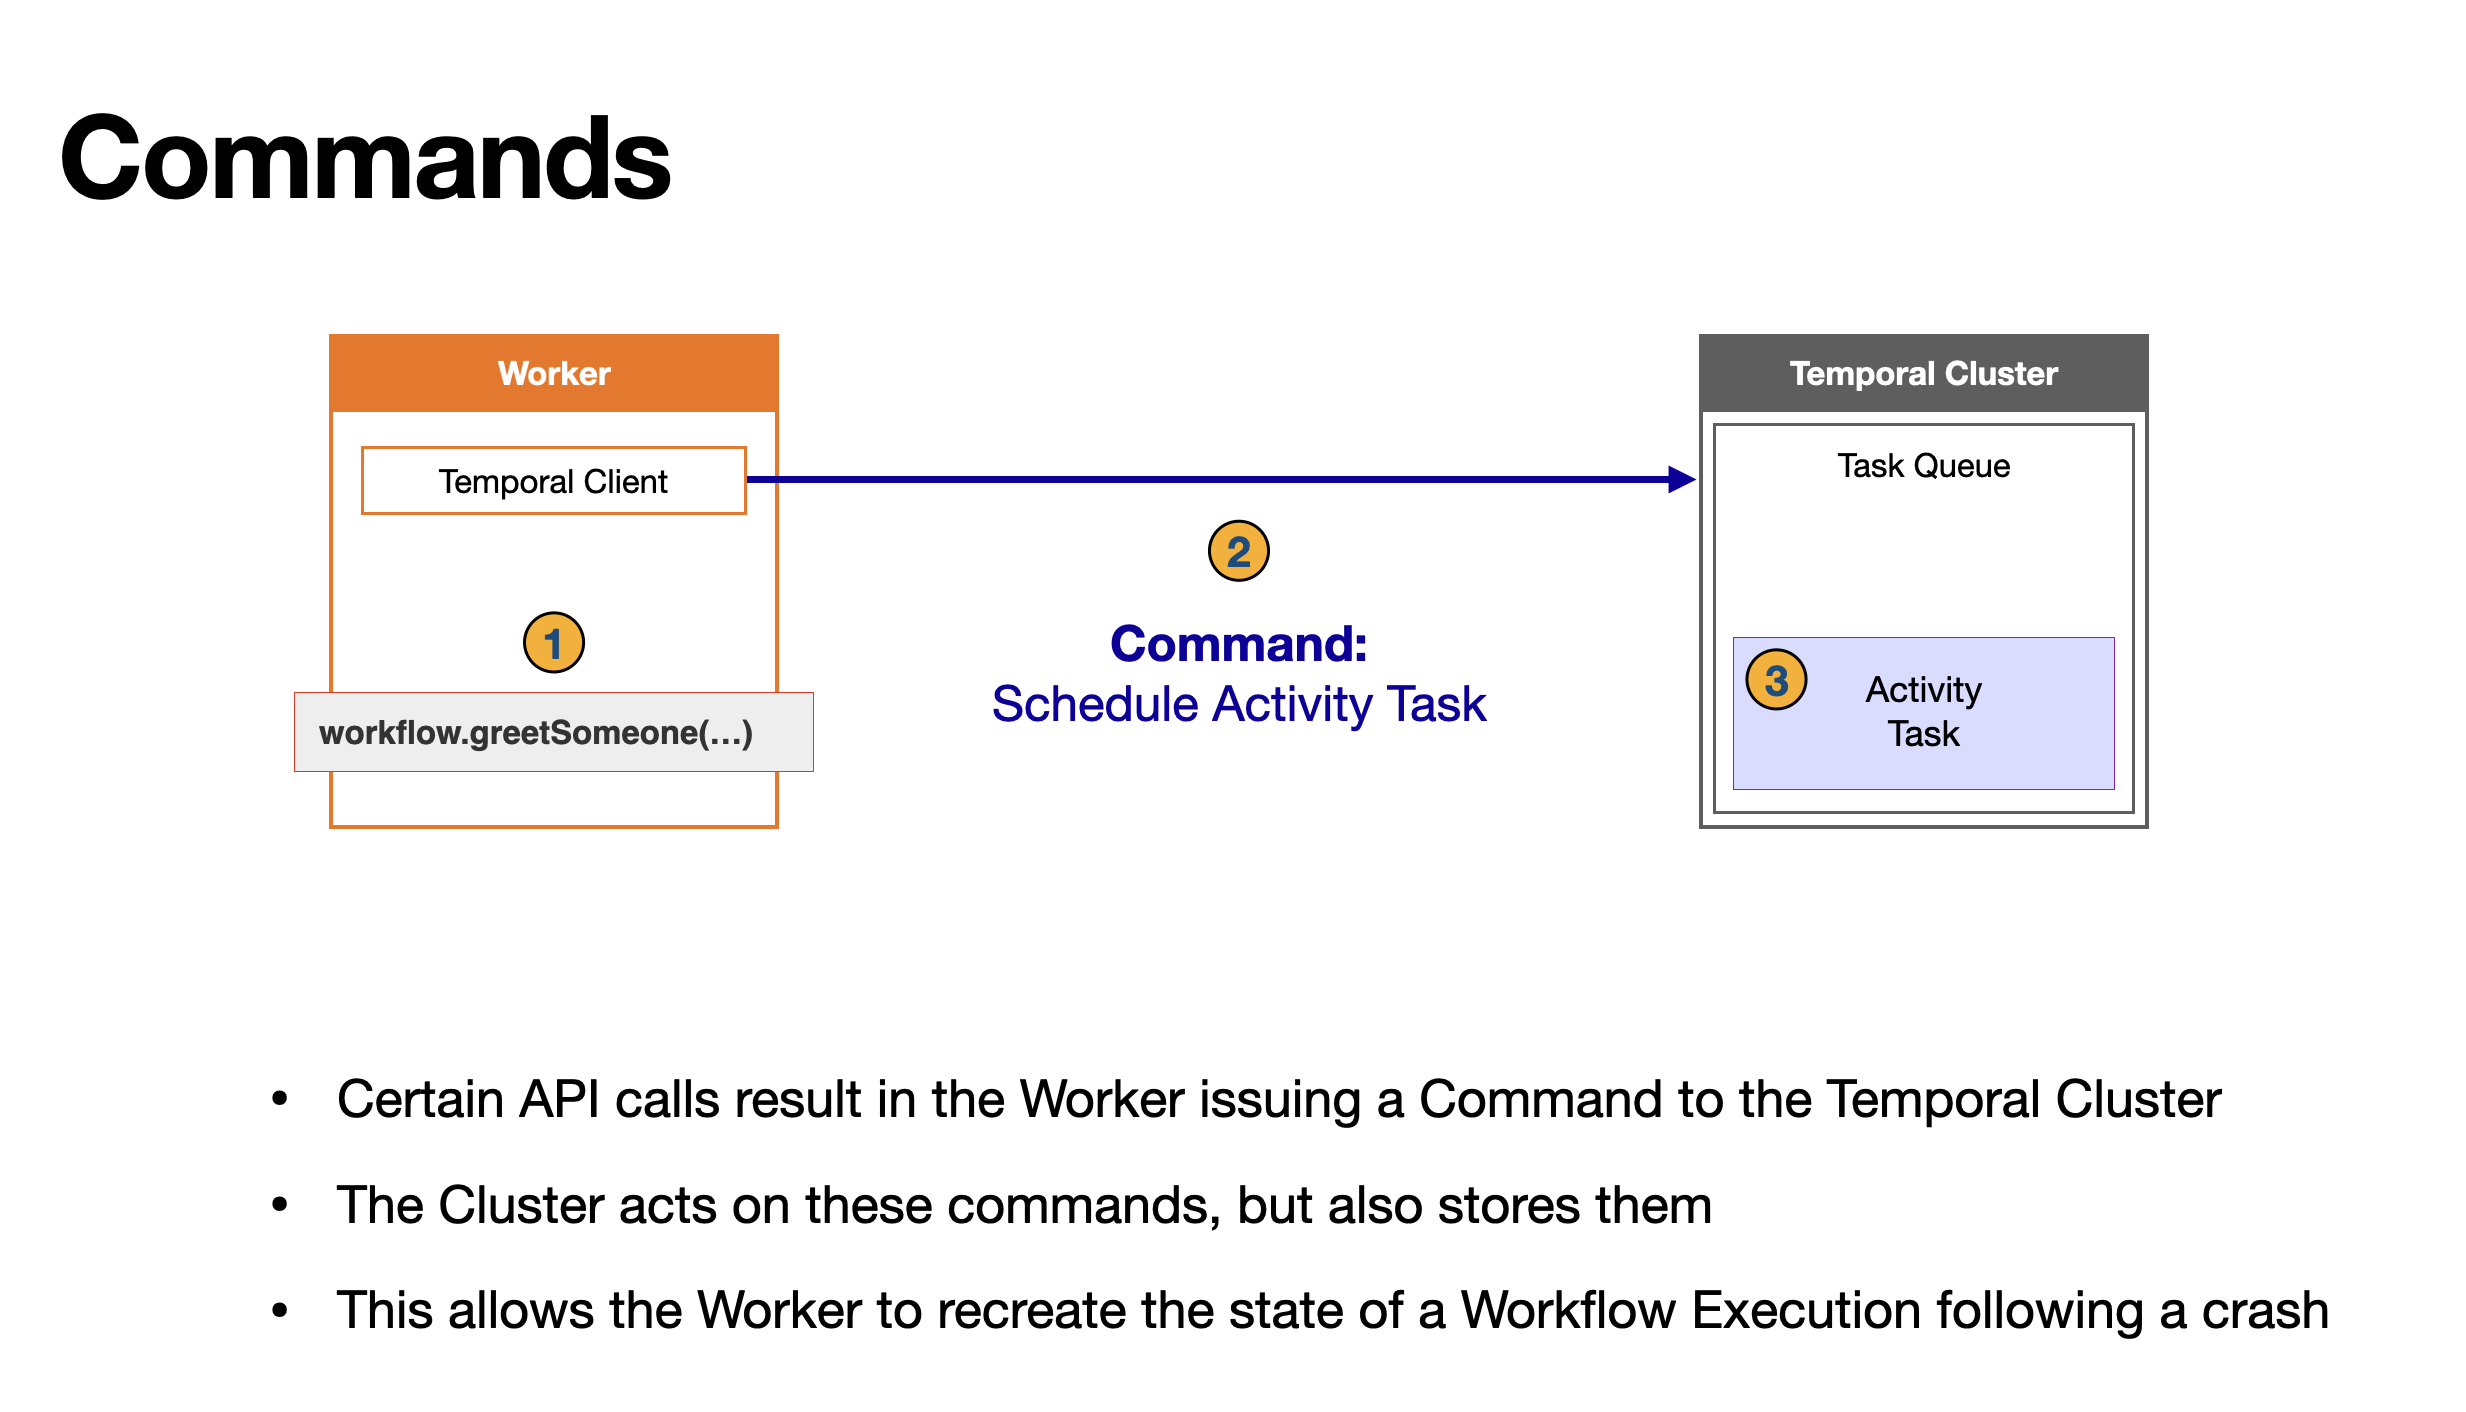 Commands
Worker
Temporal Client
1
workflow.greetSomeone(…)
2
Command:
Schedule Activity Task
Temporal Cluster
Task Queue
3
Activity
Task
• Certain API calls result in the Worker issuing a Command to the Temporal Cluster
• The Cluster acts on these commands, but also stores them
• This allows the Worker to recreate the state of a Workflow Execution following a crash